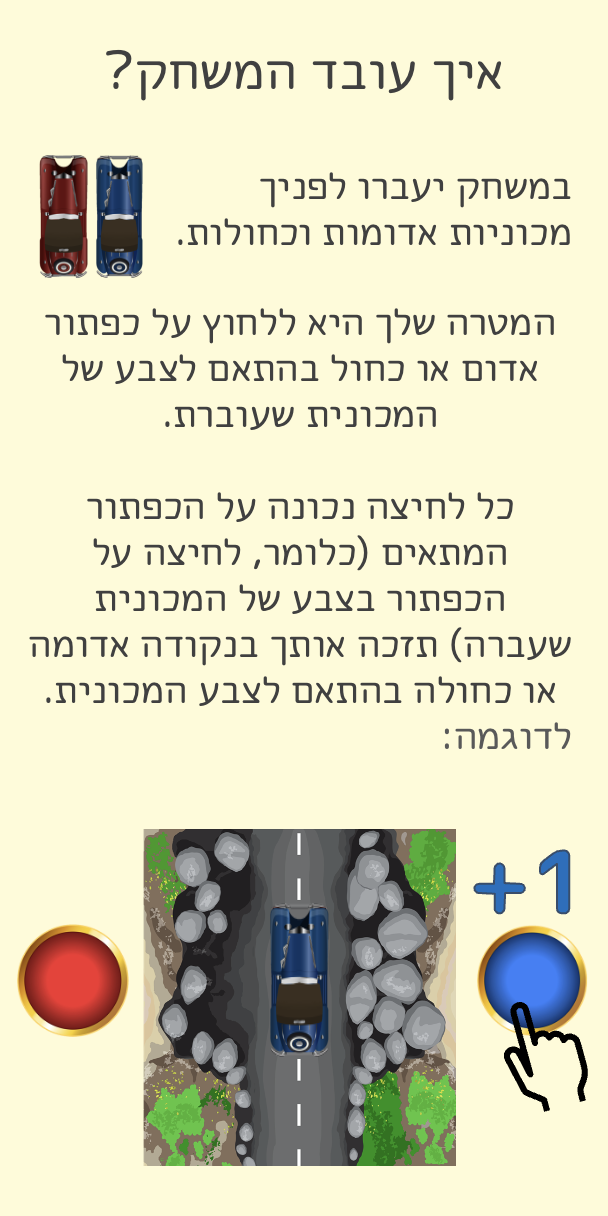 איך עובד המשחק?
במשחק יעברו לפניך
מכוניות אדומות וכחולות.
המטרה שלך היא ללחוץ על כפתור
אדום או כחול בהתאם לצבע של
המכונית שעוברת.
כל לחיצה נכונה על הכפתור
המתאים (כלומר, לחיצה על
הכפתור בצבע של המכונית
שעברה) תזכה אותך בנקודה אדומה
או כחולה בהתאם לצבע המכונית.
לדוגמה:
+1